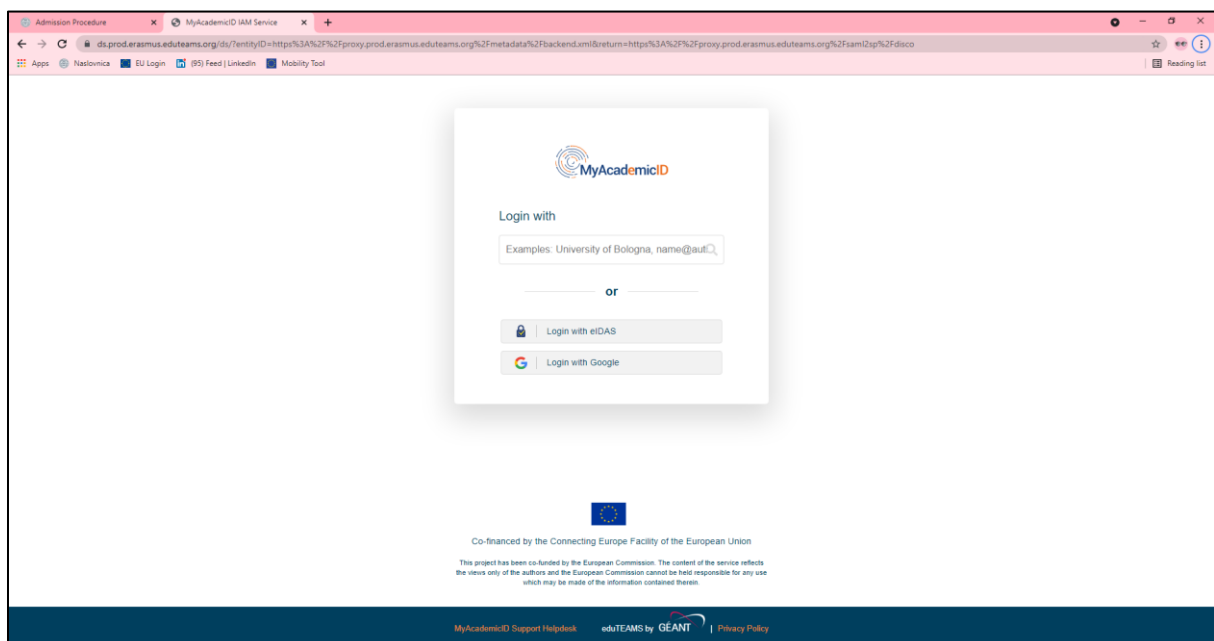 Admission Procedure
MyAcademicID IAM Service
ds.prod.erasmus.eduteams.org/ds/?entityID=https%3A%2F%2Fproxy.prod.erasmus.eduteams.org%2Fmetadata%2Fbackend.xml&return=https%3A%2F%2Fproxy.prod.erasmus.eduteams.org%2Fsaml2sp%2Fdisco
Apps Naslovnica EU Login (95) Feed | LinkedIn Mobility Tool Reading list
MyAcademicID
Login with
Examples: University of Bologna, name@aut
or
Login with eIDAS
Login with Google
Co-financed by the Connecting Europe Facility of the European Union
This project has been co-funded by the European Commission. The content of the service reflects
the views only of the authors and the European Commission cannot be held responsible for any use
which may be made of the information contained therein.
MyAcademicID Support Helpdesk eduTEAMS by GÉANT | Privacy Policy